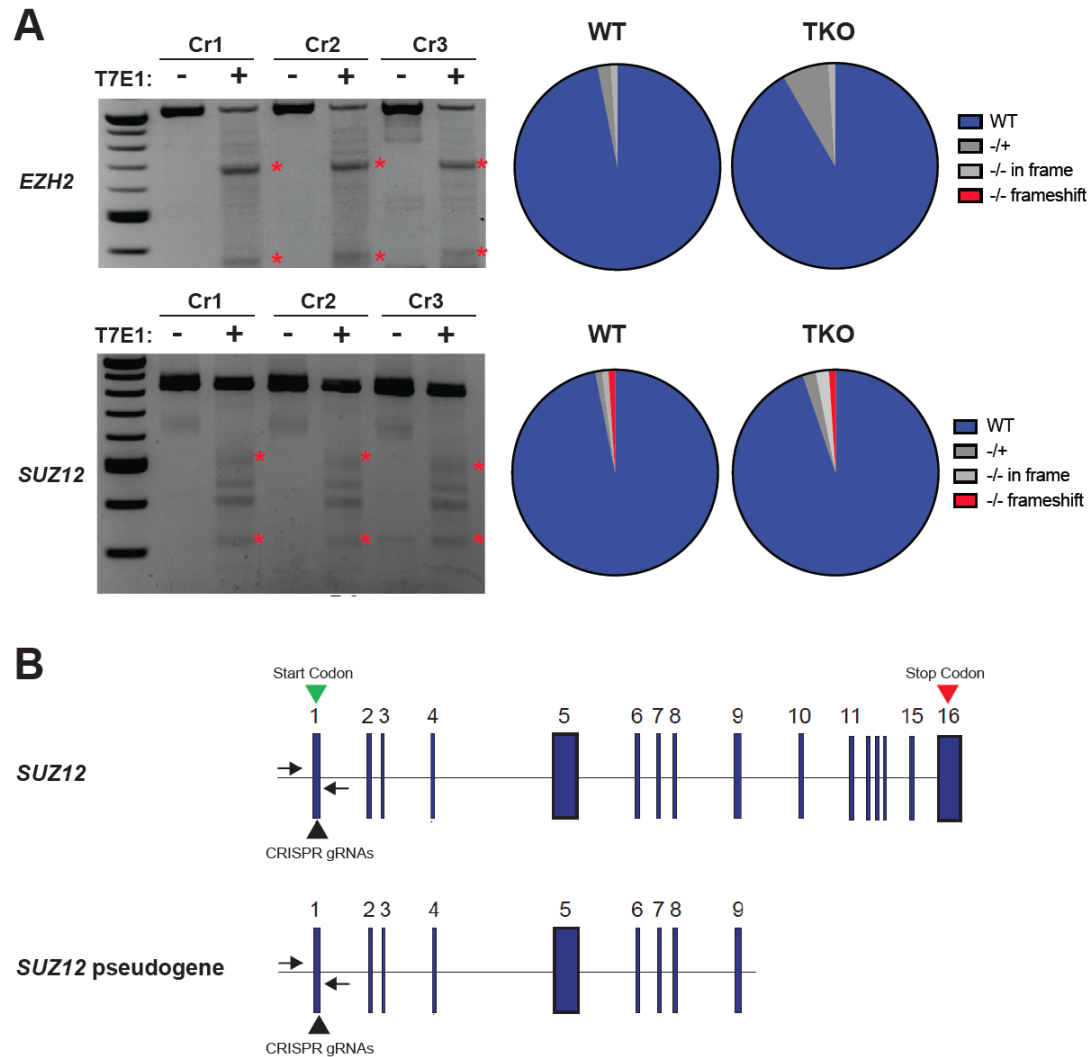 A
Cr1 Cr2 Cr3
T7E1: - + - + - +
EZH2
* * *
* * *
WT TKO
WT
-/+
-/- in frame
-/- frameshift
Cr1 Cr2 Cr3
T7E1: - + - + - +
SUZ12
* * *
* * *
WT TKO
WT
-/+
-/- in frame
-/- frameshift
B
Start Codon Stop Codon
1 2 3 4 5 6 7 8 9 10 11 15 16
SUZ12
CRISPR gRNAs
1 2 3 4 5 6 7 8 9
SUZ12 pseudogene
CRISPR gRNAs